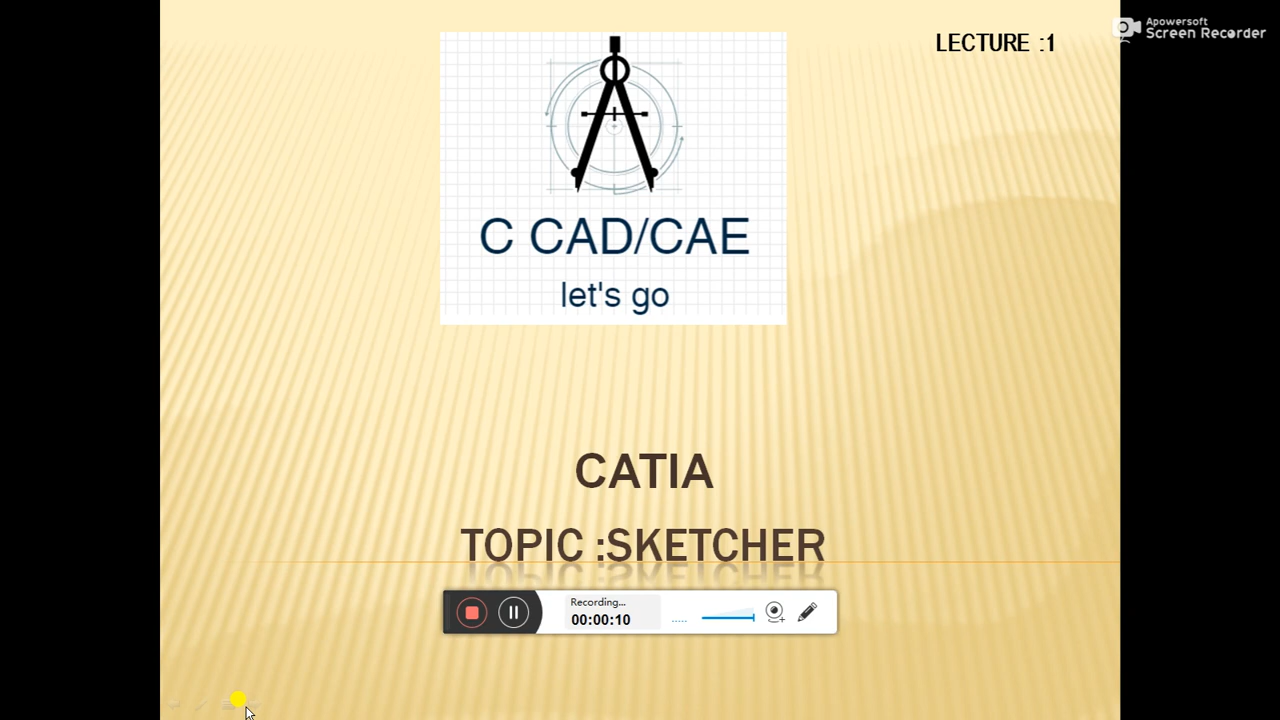 Apowersoft
Screen Recorder
LECTURE :1
C CAD/CAE
let's go
CATIA
TOPIC :SKETCHER
Recording...
00:00:10